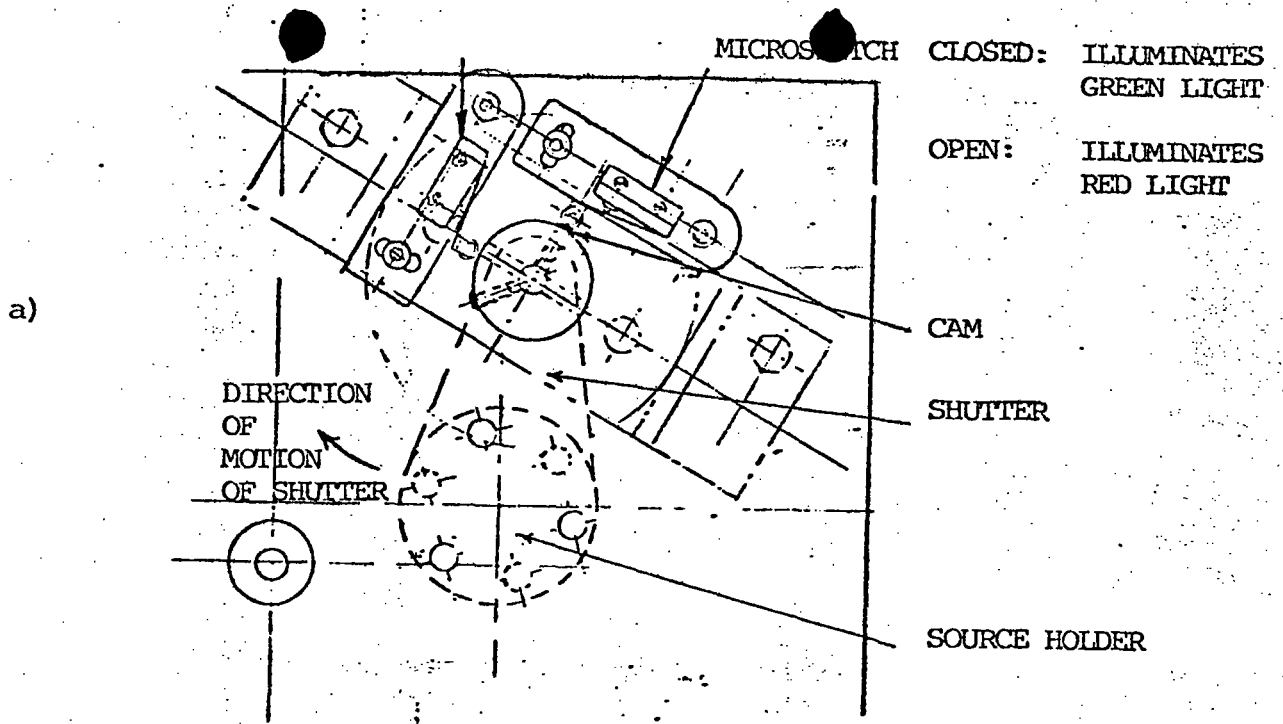 MICROS TCH CLOSED: ILLUMINATES
GREEN LIGHT
OPEN: ILLUMINATES
RED LIGHT
a)
CAM
SHUTTER
DIRECTION
OF
MOTION
OF SHUTTER
SOURCE HOLDER